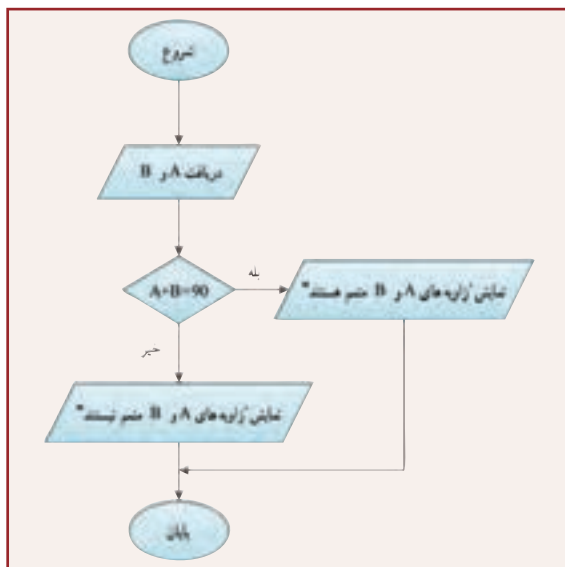 شروع
دریافت A و B
A+B=90
بله
نمایش "زاویه های A و B متمم هستند"
خیر
نمایش "زاویه های A و B متمم نیستند"
پایان